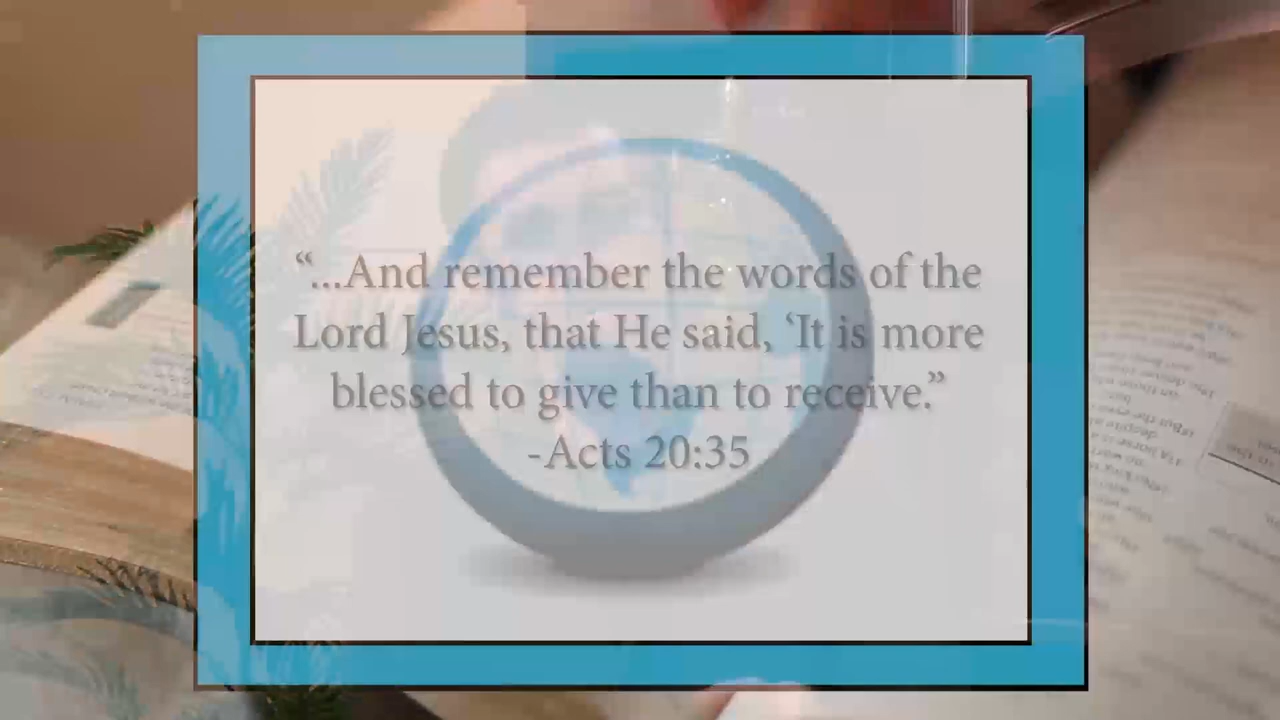 “...And remember the words of the
Lord Jesus, that He said, ‘It is more
blessed to give than to receive.”
-Acts 20:35